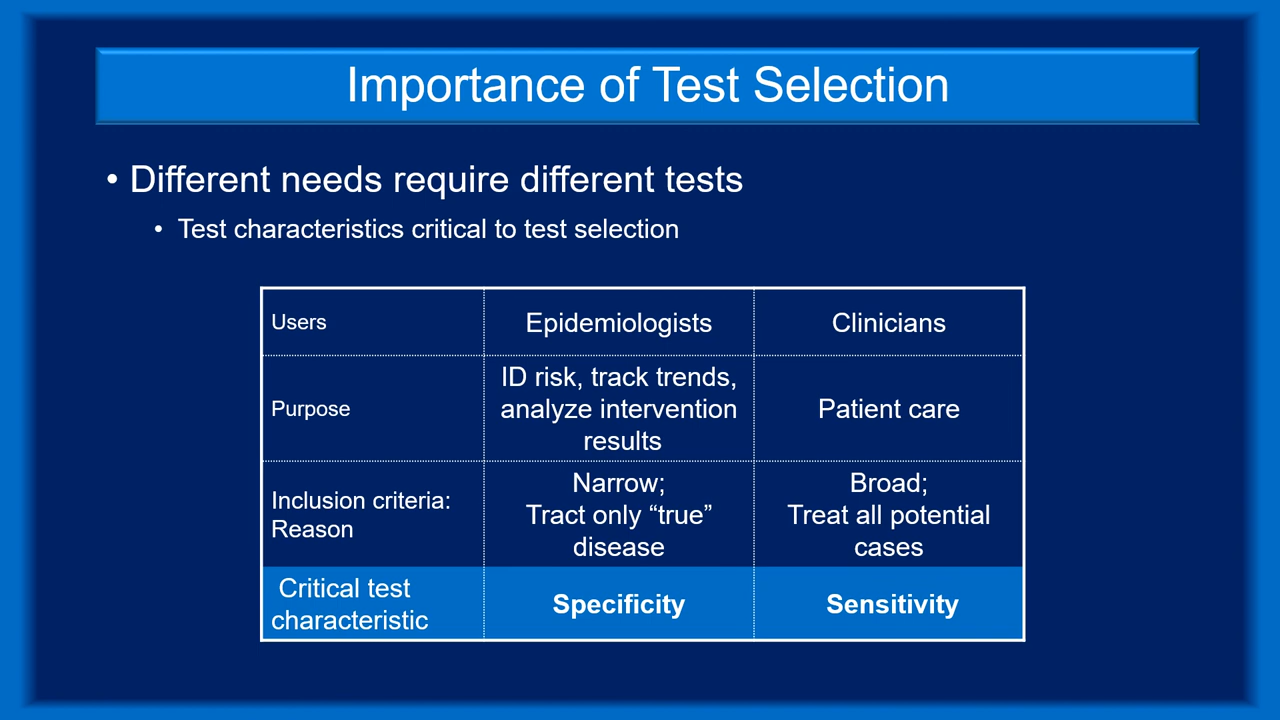 Importance of Test Selection
• Different needs require different tests
• Test characteristics critical to test selection
Users
Epidemiologists
Clinicians
Purpose
ID risk, track trends,
analyze intervention
results
Patient care
Inclusion criteria:
Reason
Narrow;
Tract only “true”
disease
Broad;
Treat all potential
cases
Critical test
characteristic
Specificity
Sensitivity